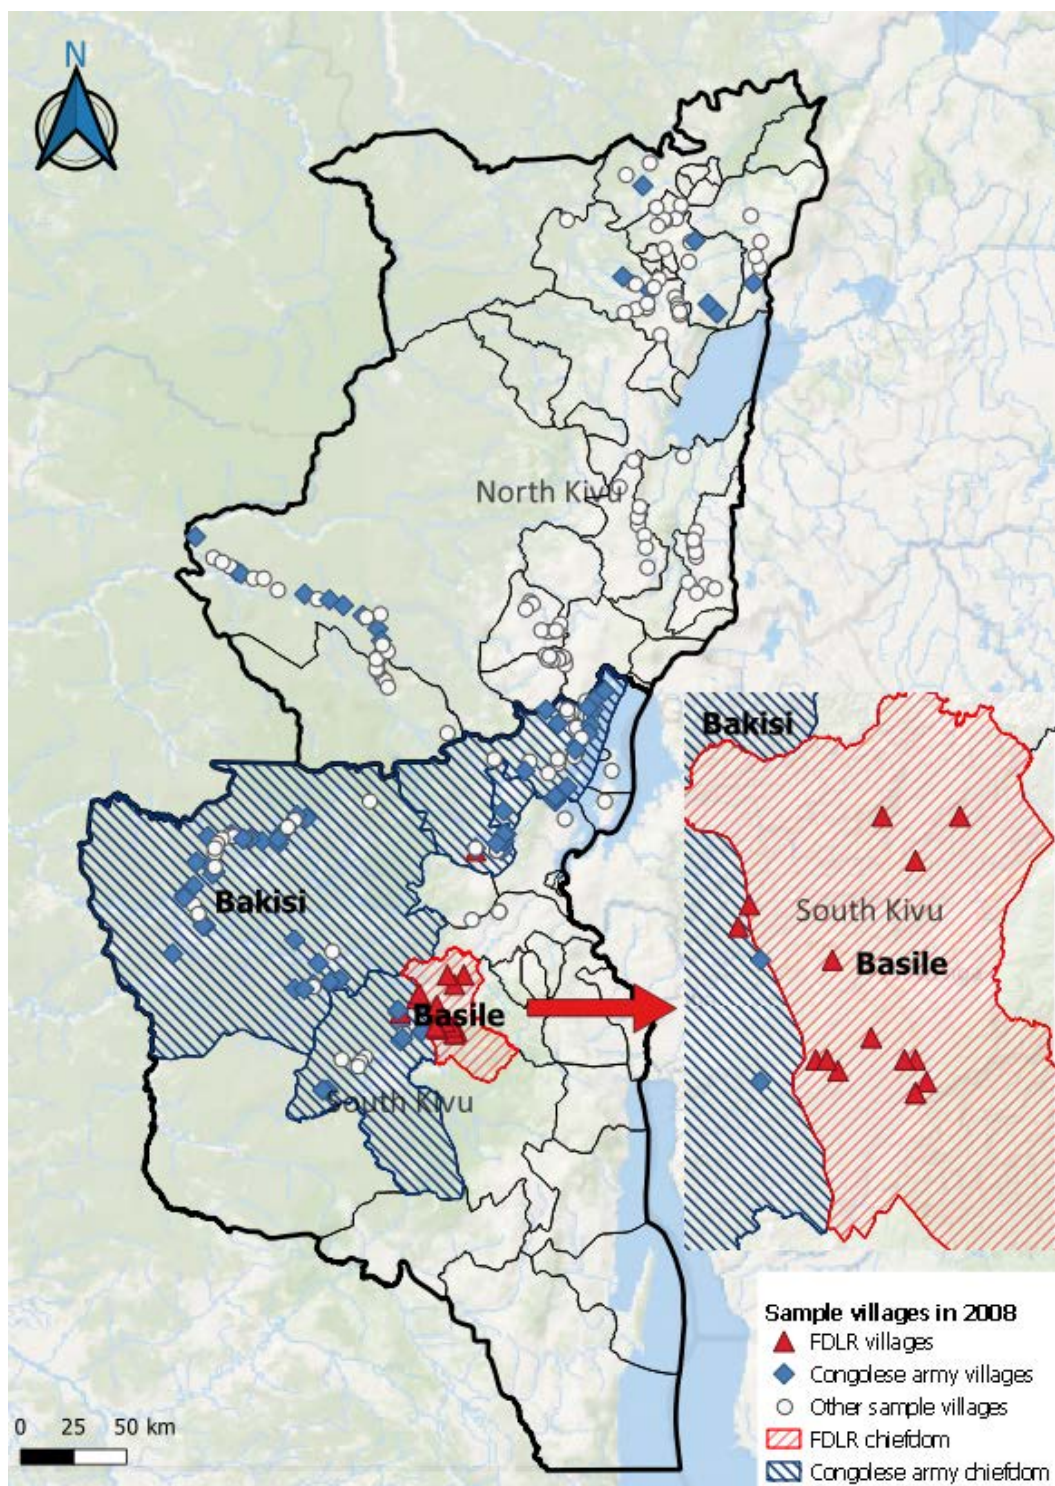 N
North Kivu
Bakisi
Bakisi
South Kivu
Basile
Basile
South Kivu
Sample villages in 2008
FDLR villages
Congolese army villages
Other sample villages
FDLR chiefdom
Congolese army chiefdom
0 25 50 km